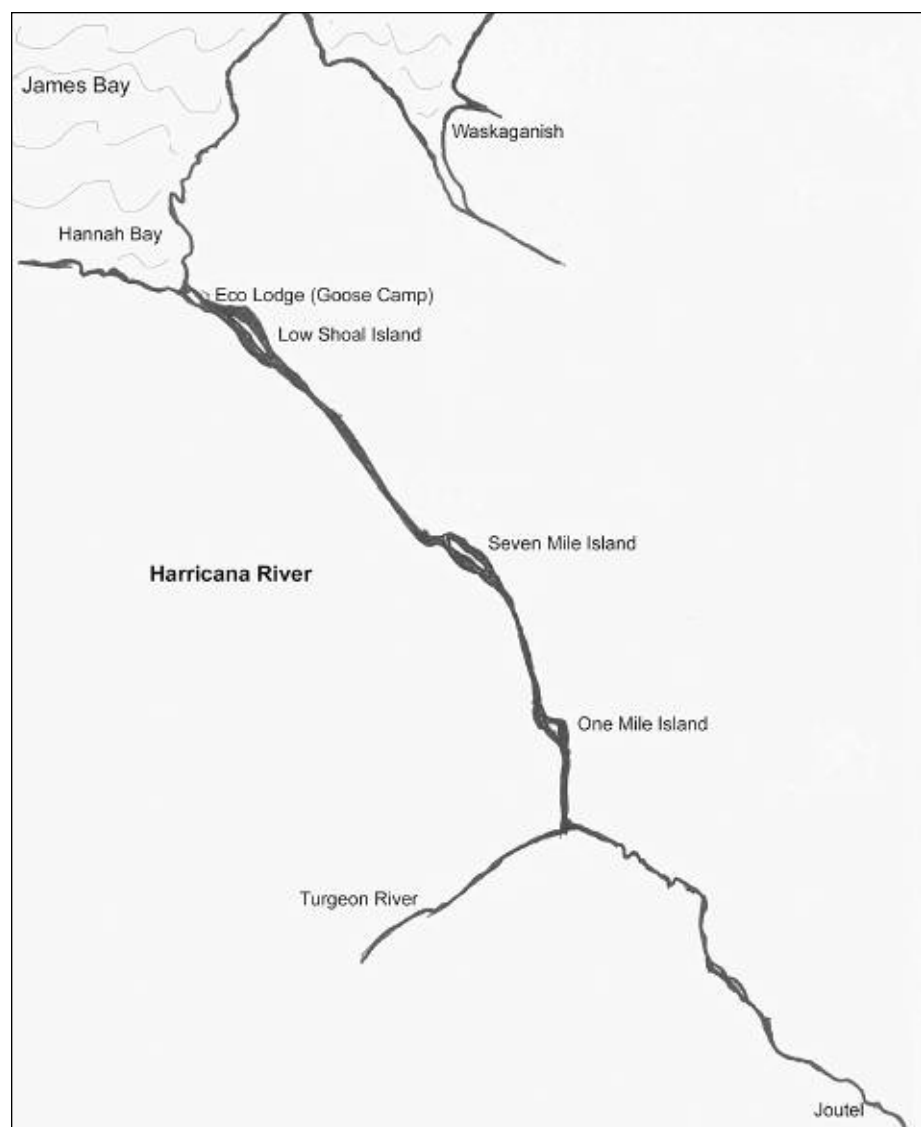 James Bay
Waskaganish
Hannah Bay
Eco Lodge (Goose Camp)
Low Shoal Island
Seven Mile Island
Harricana River
One Mile Island
Turgeon River
Joutel